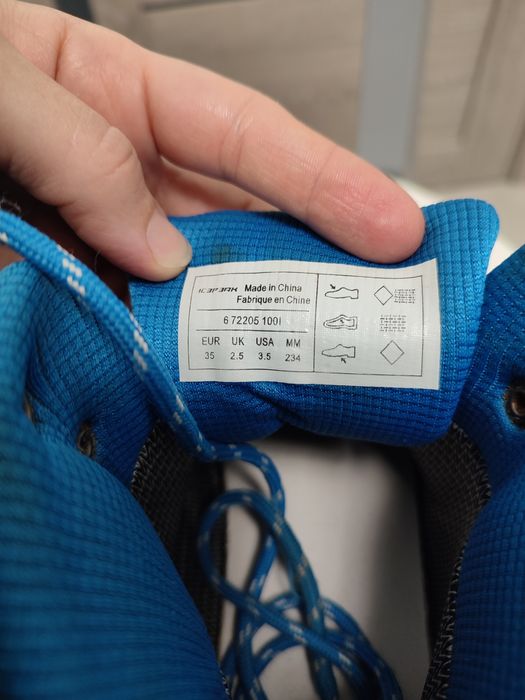 ICEPEAK Made in China
Fabrique en Chine
6 72205 100I
EUR UK USA MM
35 2.5 3.5 234